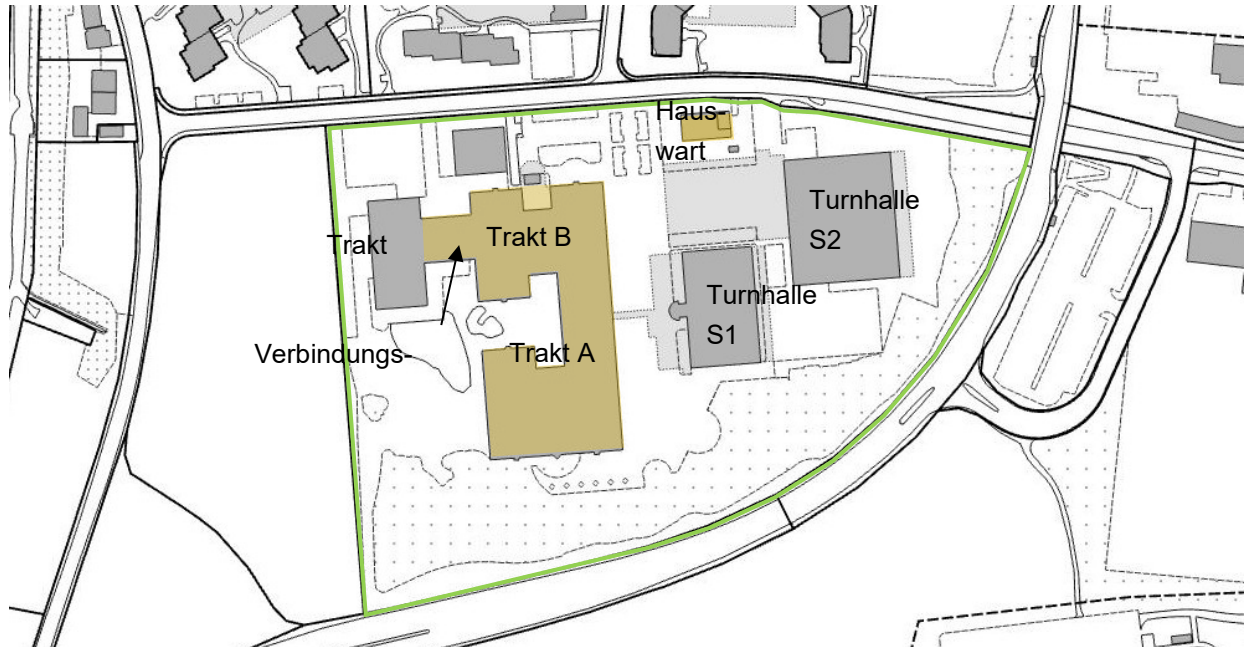 Haus-
wart
Turnhalle
S2
Trakt
Trakt B
Turnhalle
S1
Verbindungs-
Trakt A